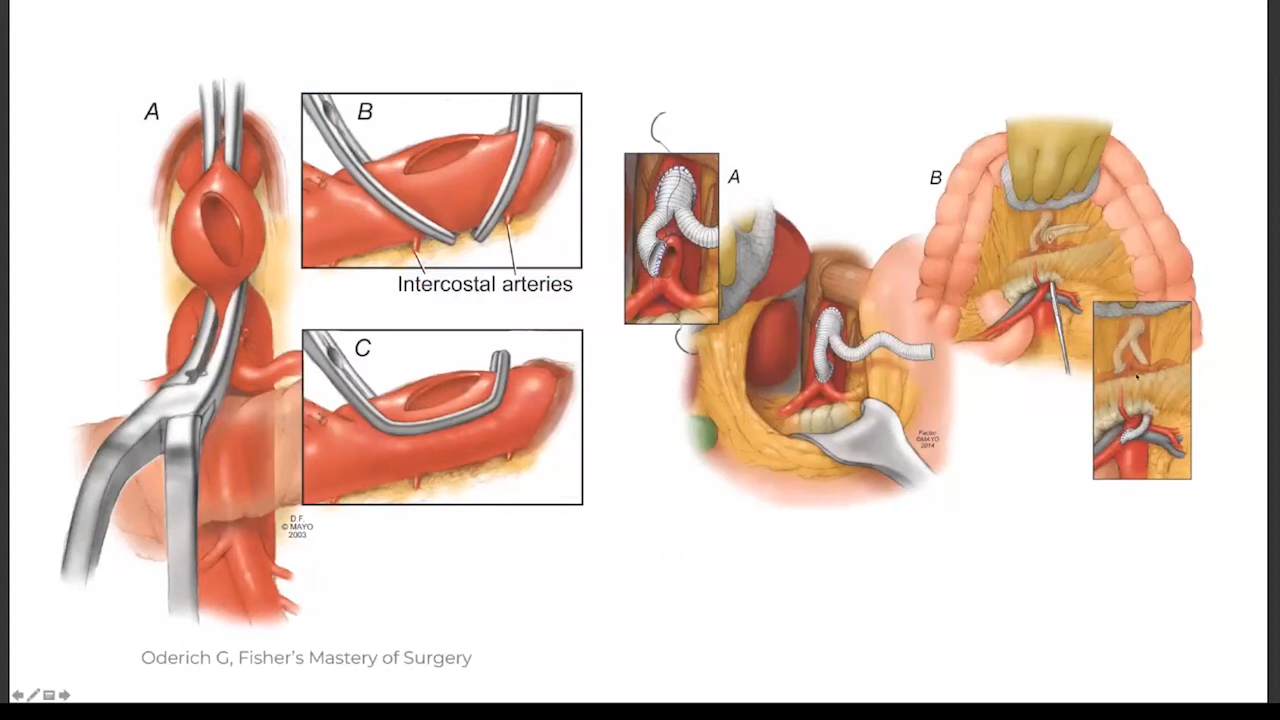 A
B
Intercostal arteries
C
D.F.
© MAYO
2003
A
B
©MAYO
2014
Oderich G, Fisher's Mastery of Surgery